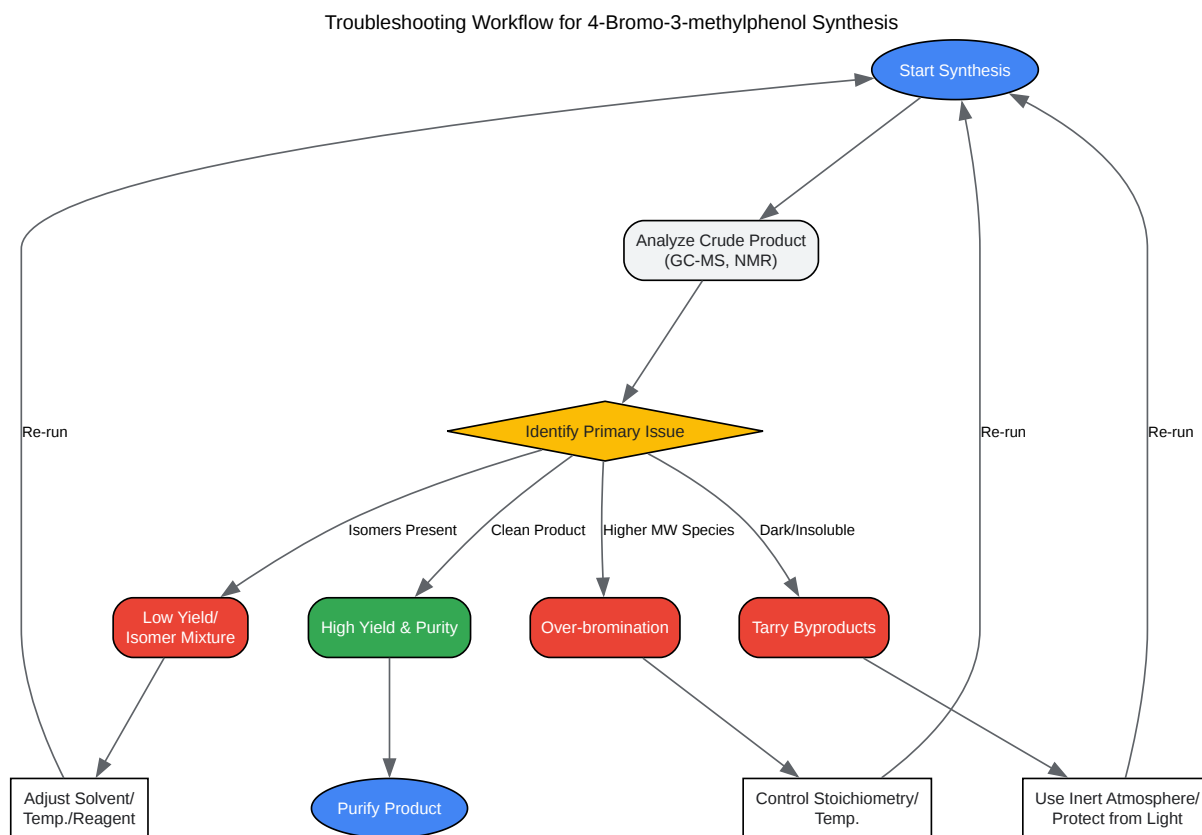 Troubleshooting Workflow for 4-Bromo-3-methylphenol Synthesis
Start Synthesis
Analyze Crude Product
(GC-MS, NMR)
Re-run
Identify Primary Issue
Re-run
Re-run
Isomers Present
Clean Product
Higher MW Species
Dark/Insoluble
Low Yield/
Isomer Mixture
High Yield & Purity
Over-bromination
Tarry Byproducts
Adjust Solvent/
Temp./Reagent
Purify Product
Control Stoichiometry/
Temp.
Use Inert Atmosphere/
Protect from Light